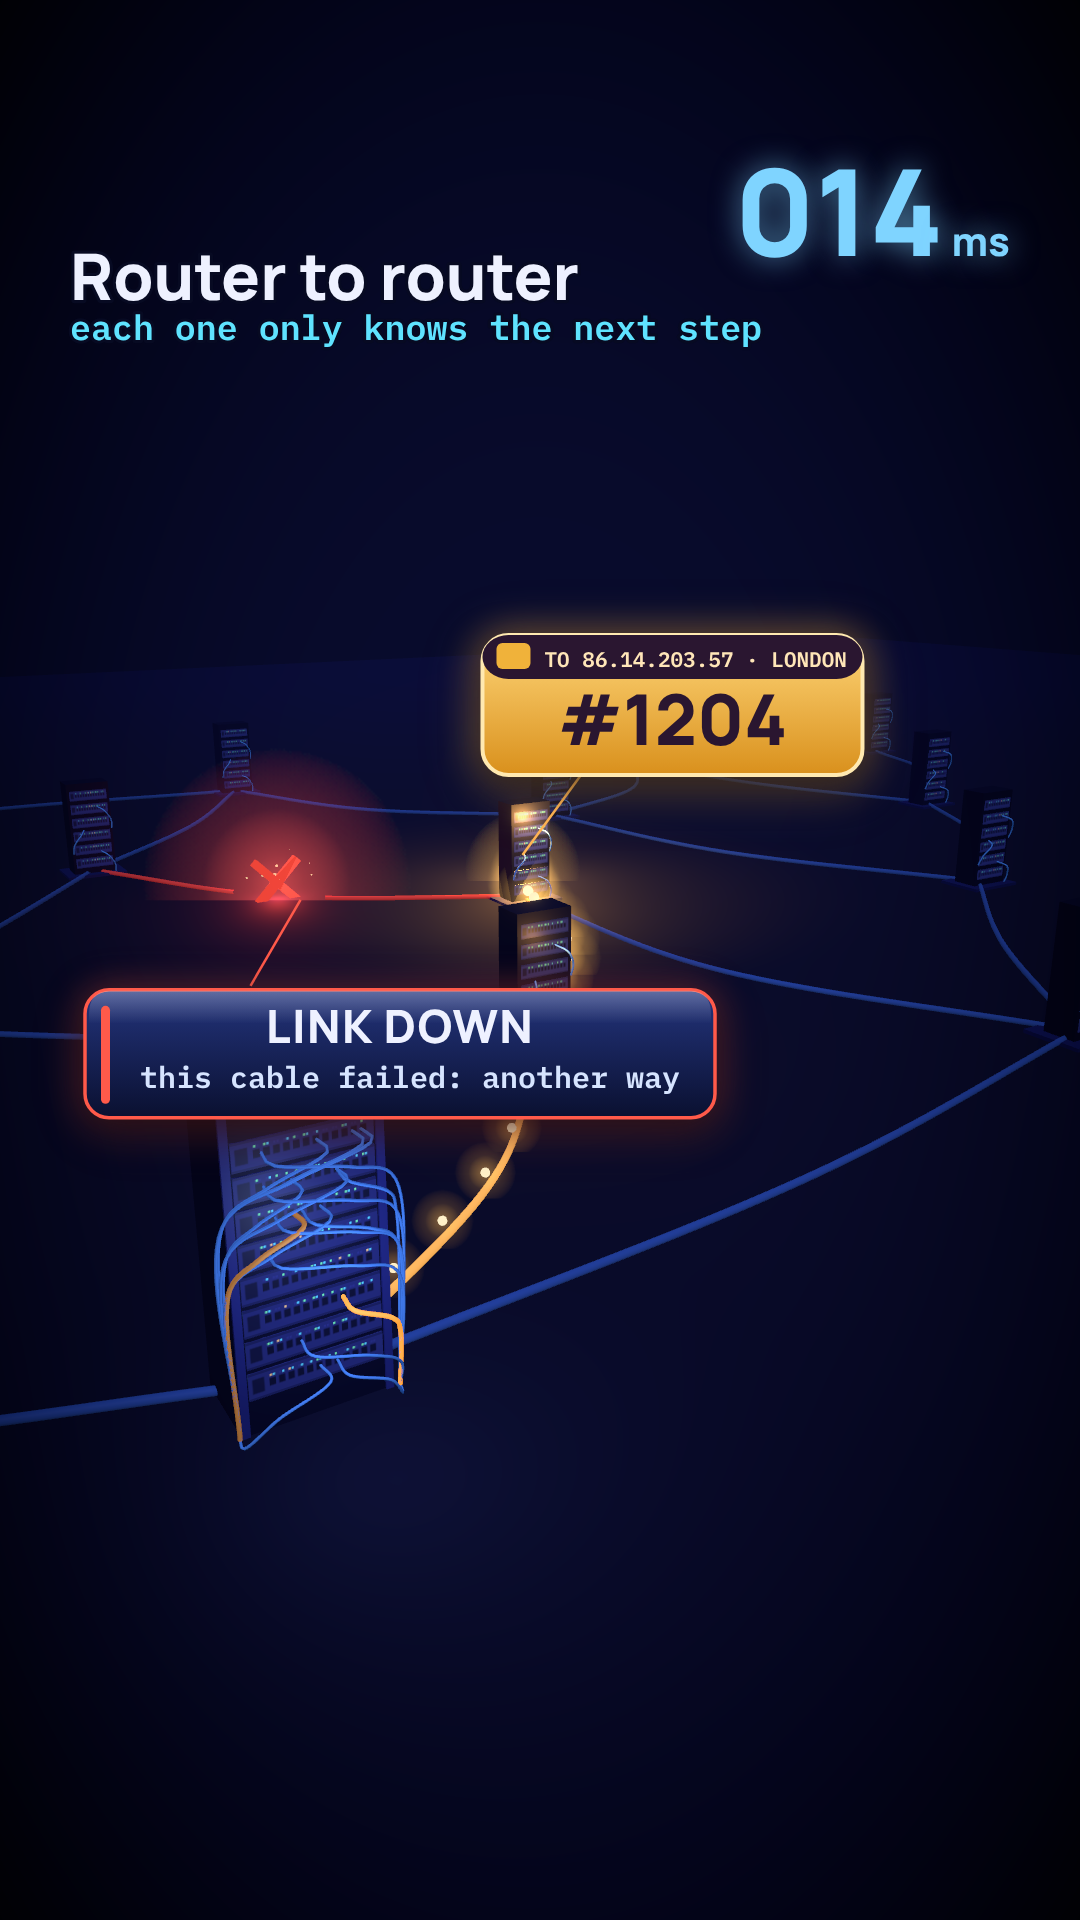 014 ms
Router to router
each one only knows the next step
TO 86.14.203.57 · LONDON
#1204
LINK DOWN
this cable failed: another way